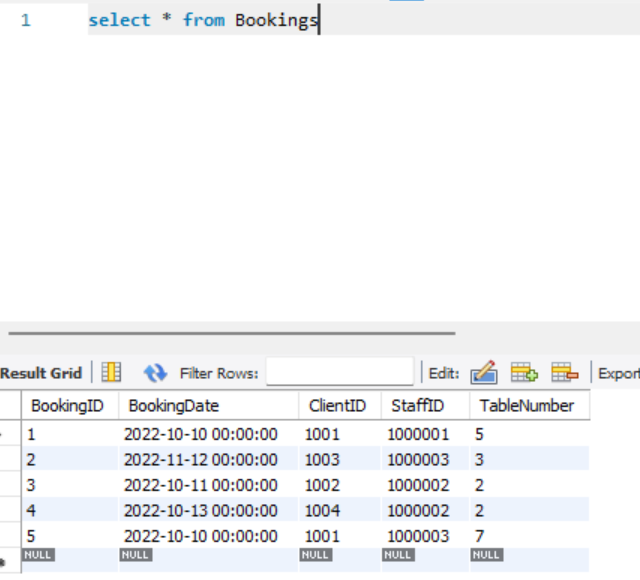 1 select * from Bookings
Result Grid Filter Rows: Edit: Export
BookingID BookingDate ClientID StaffID TableNumber
1 2022-10-10 00:00:00 1001 1000001 5
2 2022-11-12 00:00:00 1003 1000003 3
3 2022-10-11 00:00:00 1002 1000002 2
4 2022-10-13 00:00:00 1004 1000002 2
5 2022-10-10 00:00:00 1001 1000003 7
NULL NULL NULL NULL NULL